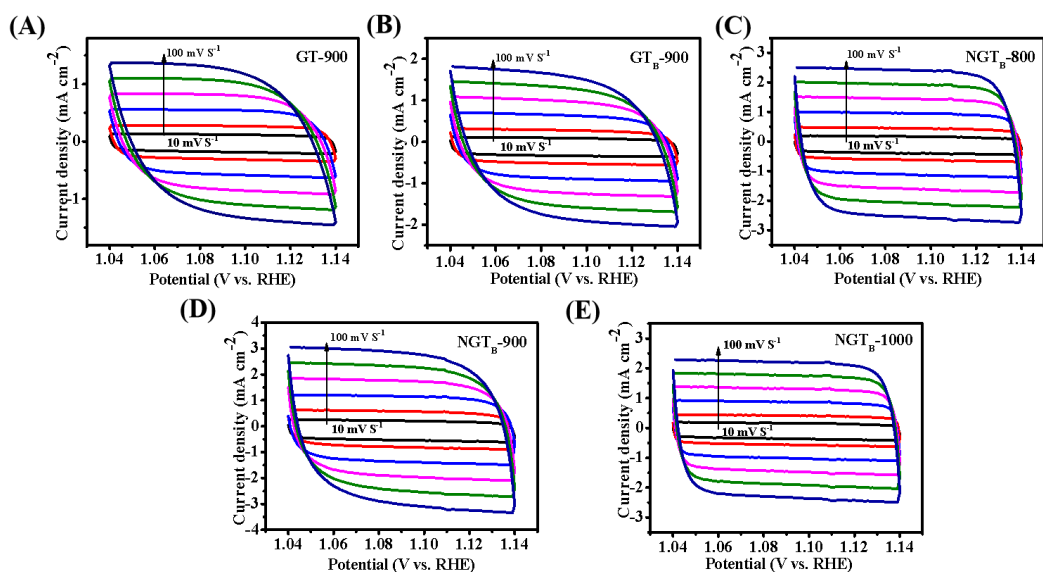 (A)
GT-900
100 mV S⁻¹
10 mV S⁻¹
Current density (mA cm⁻²)
1
0
-1
1.04 1.06 1.08 1.10 1.12 1.14
Potential (V vs. RHE)
(B)
GT_B-900
100 mV S⁻¹
10 mV S⁻¹
Current density (mA cm⁻²)
2
1
0
-1
-2
1.04 1.06 1.08 1.10 1.12 1.14
Potential (V vs. RHE)
(C)
NGT_B-800
100 mV S⁻¹
10 mV S⁻¹
Current density (mA cm⁻²)
3
2
1
0
-1
-2
-3
1.04 1.06 1.08 1.10 1.12 1.14
Potential (V vs. RHE)
(D)
NGT_B-900
100 mV S⁻¹
10 mV S⁻¹
Current density (mA cm⁻²)
4
3
2
1
0
-1
-2
-3
-4
1.04 1.06 1.08 1.10 1.12 1.14
Potential (V vs. RHE)
(E)
NGT_B-1000
100 mV S⁻¹
10 mV S⁻¹
Current density (mA cm⁻²)
3
2
1
0
-1
-2
-3
1.04 1.06 1.08 1.10 1.12 1.14
Potential (V vs. RHE)